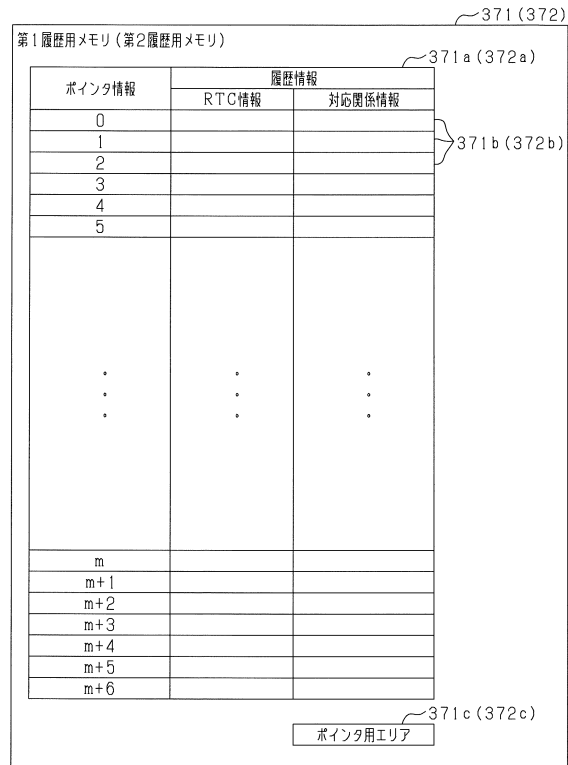 371(372)
第1履歴用メモリ(第2履歴用メモリ)
371a(372a)
ポインタ情報
履歴情報
RTC情報
対応関係情報
0
1
2
371b(372b)
3
4
5
m
m+1
m+2
m+3
m+4
m+5
m+6
371c(372c)
ポインタ用エリア